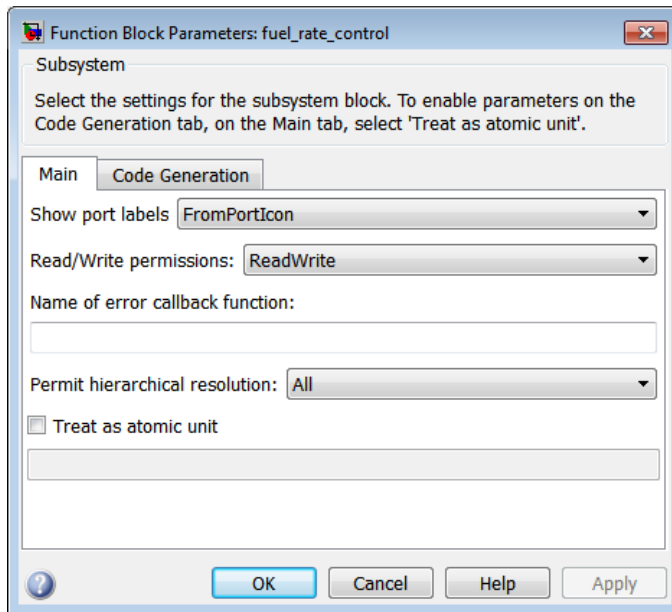 Function Block Parameters: fuel_rate_control
Subsystem
Select the settings for the subsystem block. To enable parameters on the
Code Generation tab, on the Main tab, select 'Treat as atomic unit'.
Main Code Generation
Show port labels FromPortIcon
Read/Write permissions: ReadWrite
Name of error callback function:
Permit hierarchical resolution: All
Treat as atomic unit
? OK Cancel Help Apply